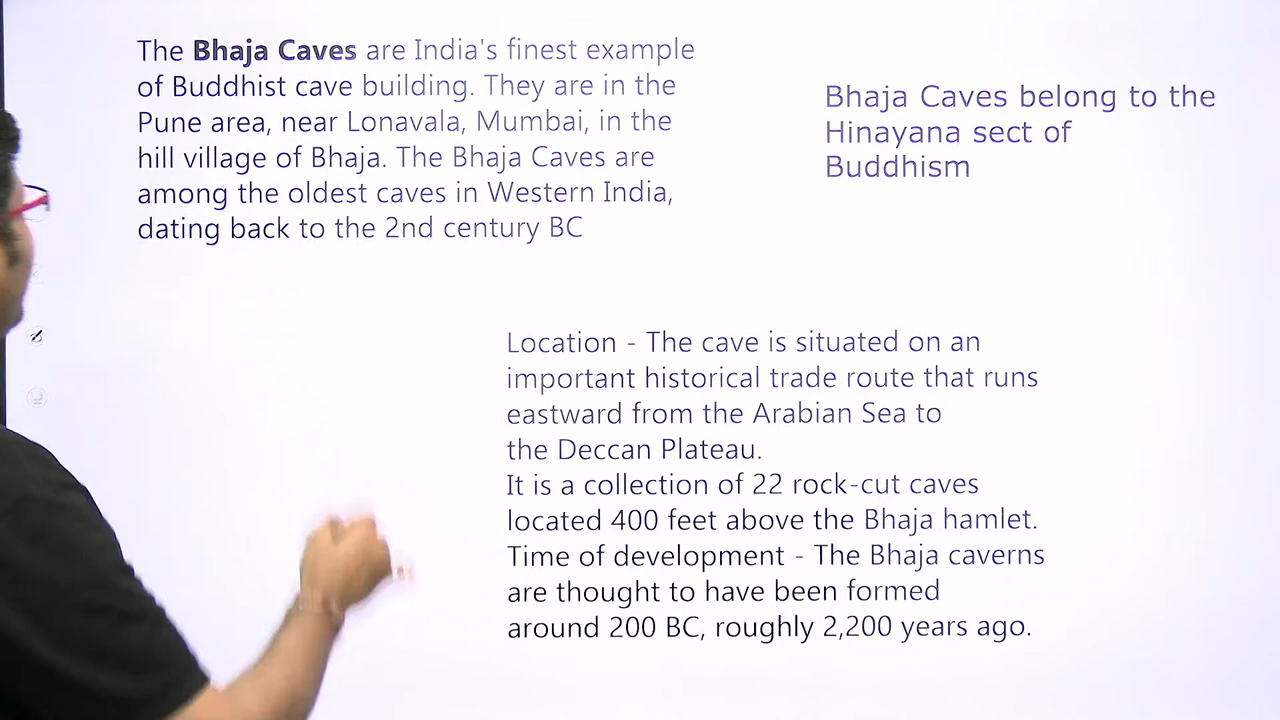 The Bhaja Caves are India's finest example
of Buddhist cave building. They are in the
Pune area, near Lonavala, Mumbai, in the
hill village of Bhaja. The Bhaja Caves are
among the oldest caves in Western India,
dating back to the 2nd century BC
Bhaja Caves belong to the
Hinayana sect of
Buddhism
Location - The cave is situated on an
important historical trade route that runs
eastward from the Arabian Sea to
the Deccan Plateau.
It is a collection of 22 rock-cut caves
located 400 feet above the Bhaja hamlet.
Time of development - The Bhaja caverns
are thought to have been formed
around 200 BC, roughly 2,200 years ago.